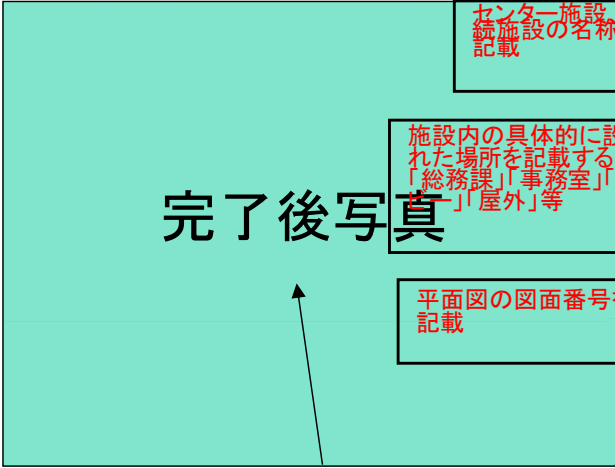 センター施設
続施設の名称
記載
施設内の具体的に設
れた場所を記載する
「総務課」「事務室」「
ビー」「屋外」等
完了後写真
平面図の図面番号を
記載